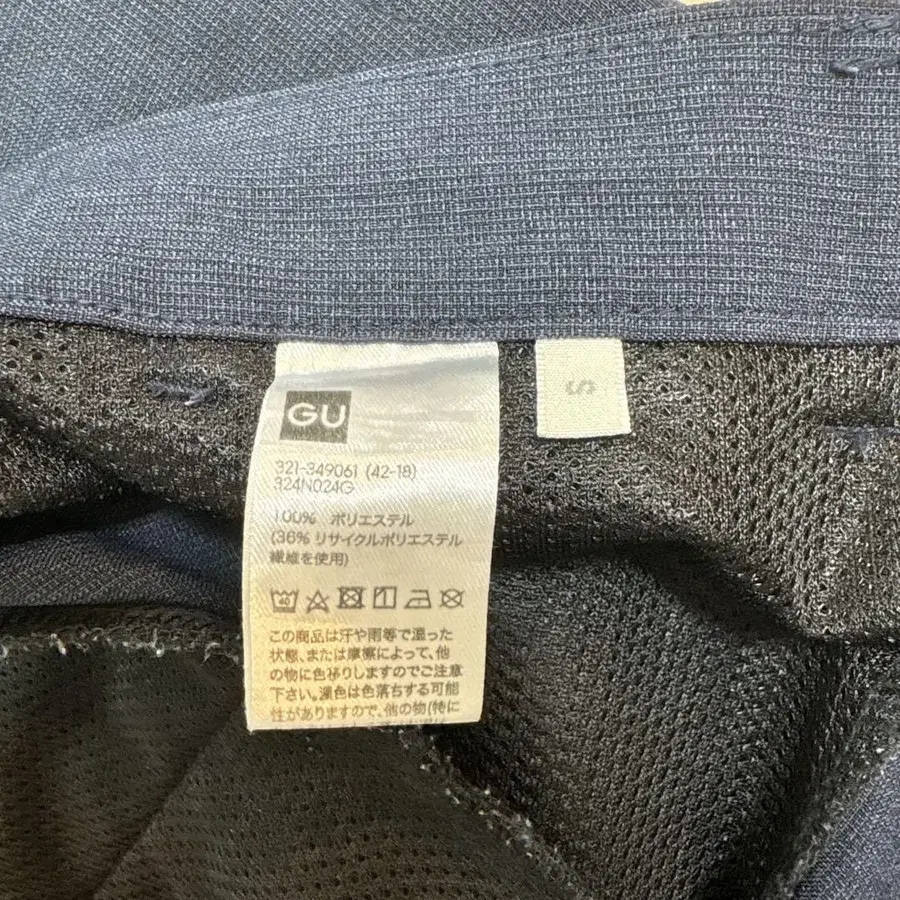 GU
S
321-349061 (42-18)
324N024G
100% ポリエステル
(36% リサイクルポリエステル
繊維を使用)
40
この商品は汗や雨等で湿った
状態、または摩擦によって、他
の物に色移りしますのでご注意
下さい。濃色は色落ちする可能
性がありますので、他の物(特に